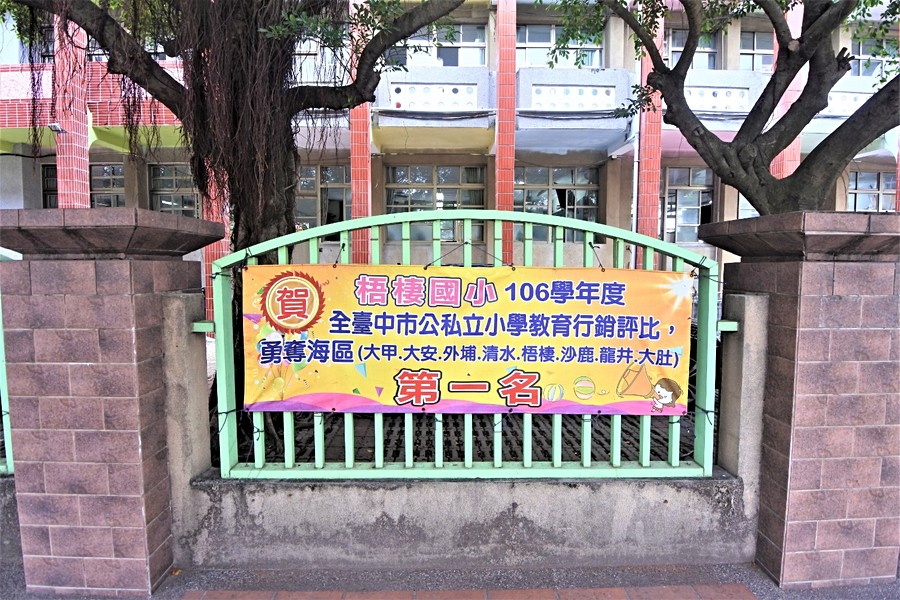 賀 梧棲國小 106學年度
全臺中市公私立小學教育行銷評比，
勇奪海區(大甲.大安.外埔.清水.梧棲.沙鹿.龍井.大肚)
第一名